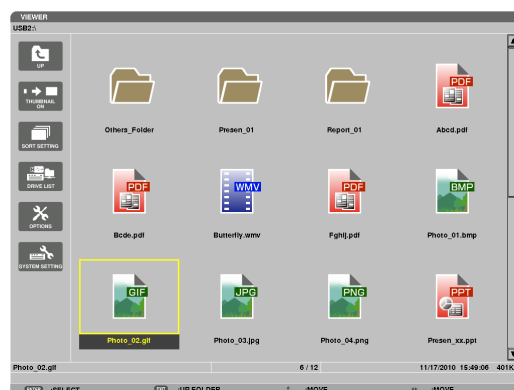 VIEWER
USB2:\
UP
THUMBNAIL
ON
SORT SETTING
DRIVE LIST
OPTIONS
SYSTEM SETTING
Others_Folder
Presen_01
Report_01
PDF
Abcd.pdf
PDF
Bcde.pdf
WMV
Butterfly.wmv
PDF
Fghij.pdf
BMP
Photo_01.bmp
GIF
Photo_02.gif
JPG
Photo_03.jpg
PNG
Photo_04.png
PPT
Presen_xx.ppt
Photo_02.gif 6/12 11/17/2010 15:49:06 401K
ENTER :SELECT EXIT :UP FOLDER :MOVE :MOVE